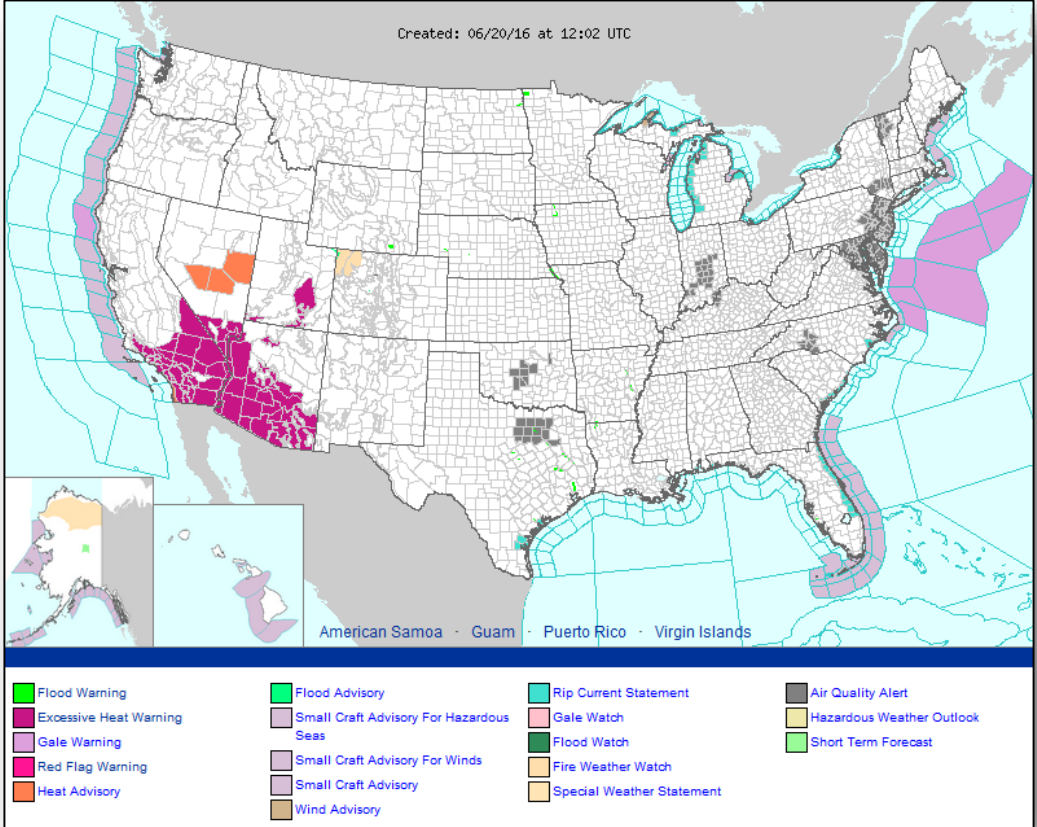 Created: 06/20/16 at 12:02 UTC
American Samoa · Guam · Puerto Rico · Virgin Islands
Flood Warning
Excessive Heat Warning
Gale Warning
Red Flag Warning
Heat Advisory
Flood Advisory
Small Craft Advisory For Hazardous
Seas
Small Craft Advisory For Winds
Small Craft Advisory
Wind Advisory
Rip Current Statement
Gale Watch
Flood Watch
Fire Weather Watch
Special Weather Statement
Air Quality Alert
Hazardous Weather Outlook
Short Term Forecast